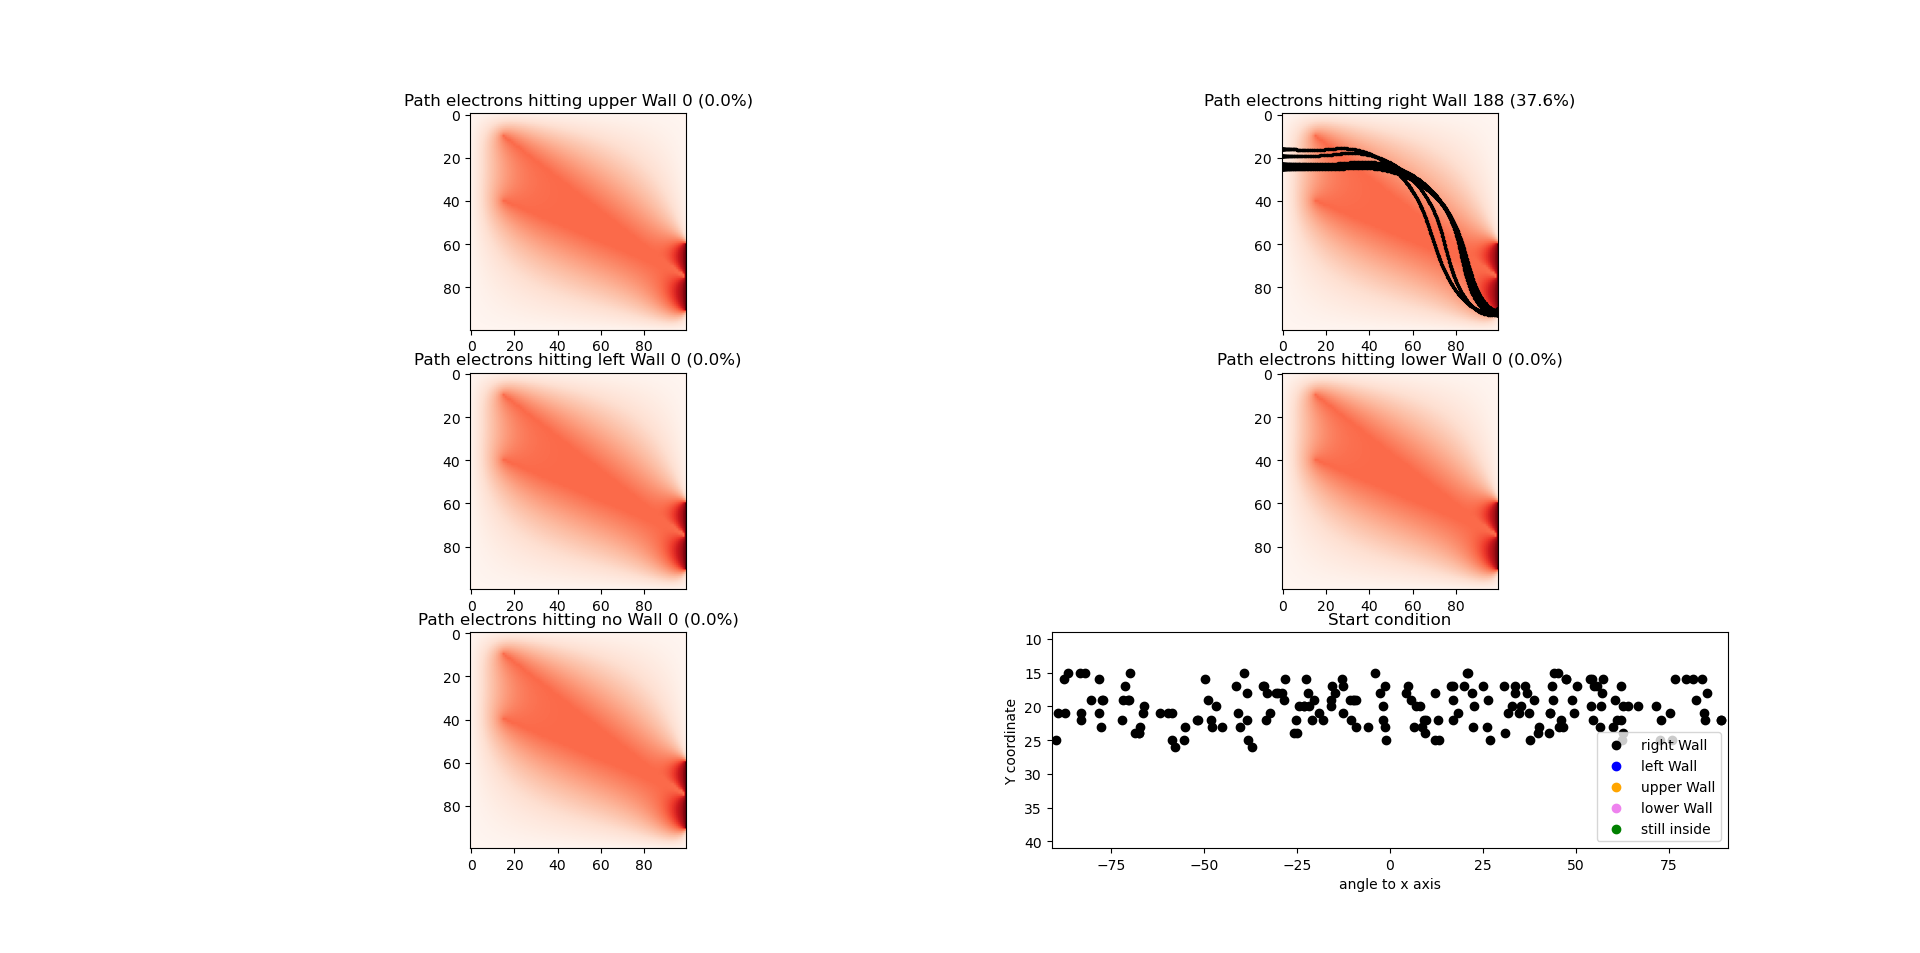 Path electrons hitting upper Wall 0 (0.0%)
0
20
40
60
80
0 20 40 60 80
Path electrons hitting right Wall 188 (37.6%)
0
20
40
60
80
0 20 40 60 80
Path electrons hitting left Wall 0 (0.0%)
0
20
40
60
80
0 20 40 60 80
Path electrons hitting lower Wall 0 (0.0%)
0
20
40
60
80
0 20 40 60 80
Path electrons hitting no Wall 0 (0.0%)
0
20
40
60
80
0 20 40 60 80
Start condition
Y coordinate
10
15
20
25
30
35
40
right Wall
left Wall
upper Wall
lower Wall
still inside
−75 −50 −25 0 25 50 75
angle to x axis